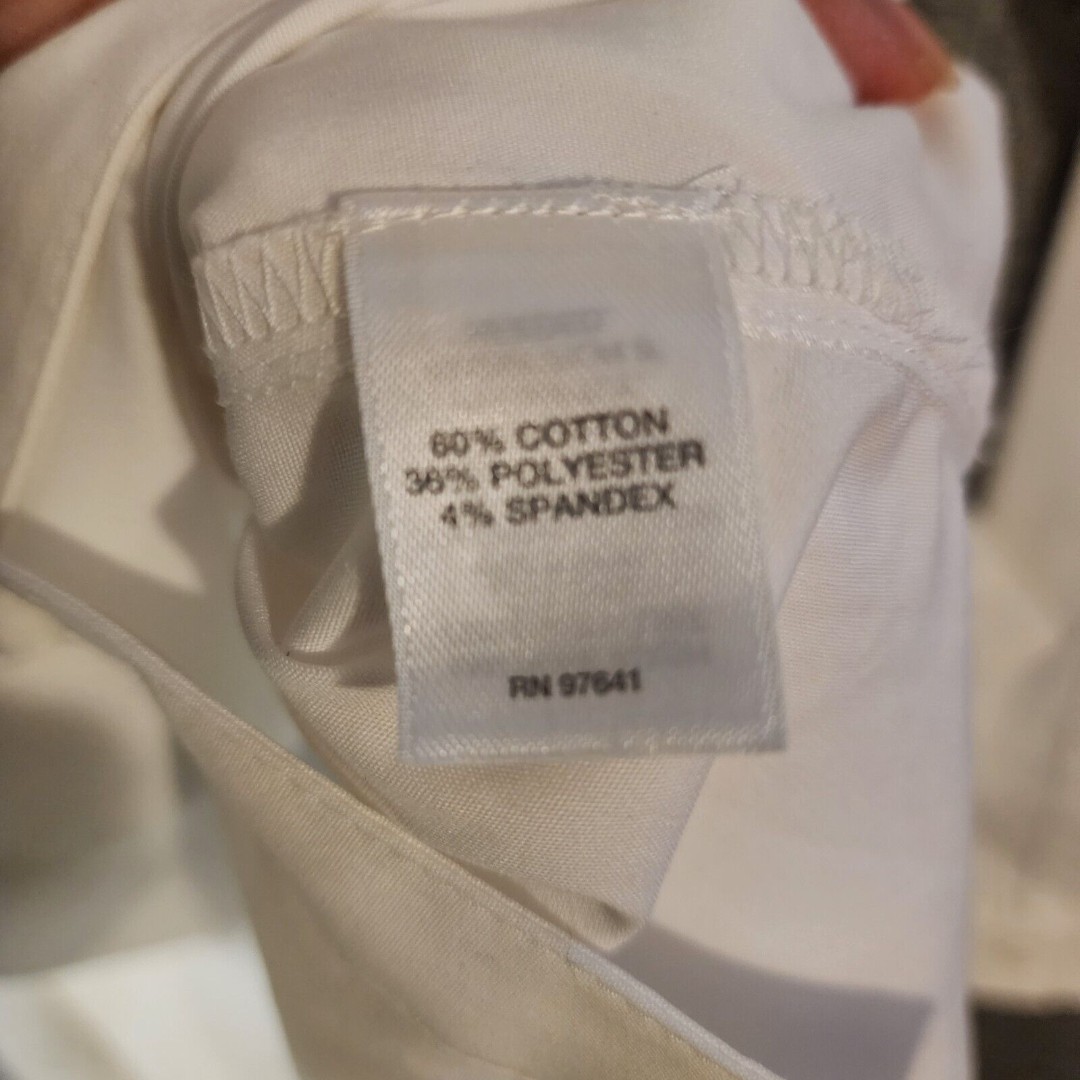 60% COTTON
36% POLYESTER
4% SPANDEX
RN 97641